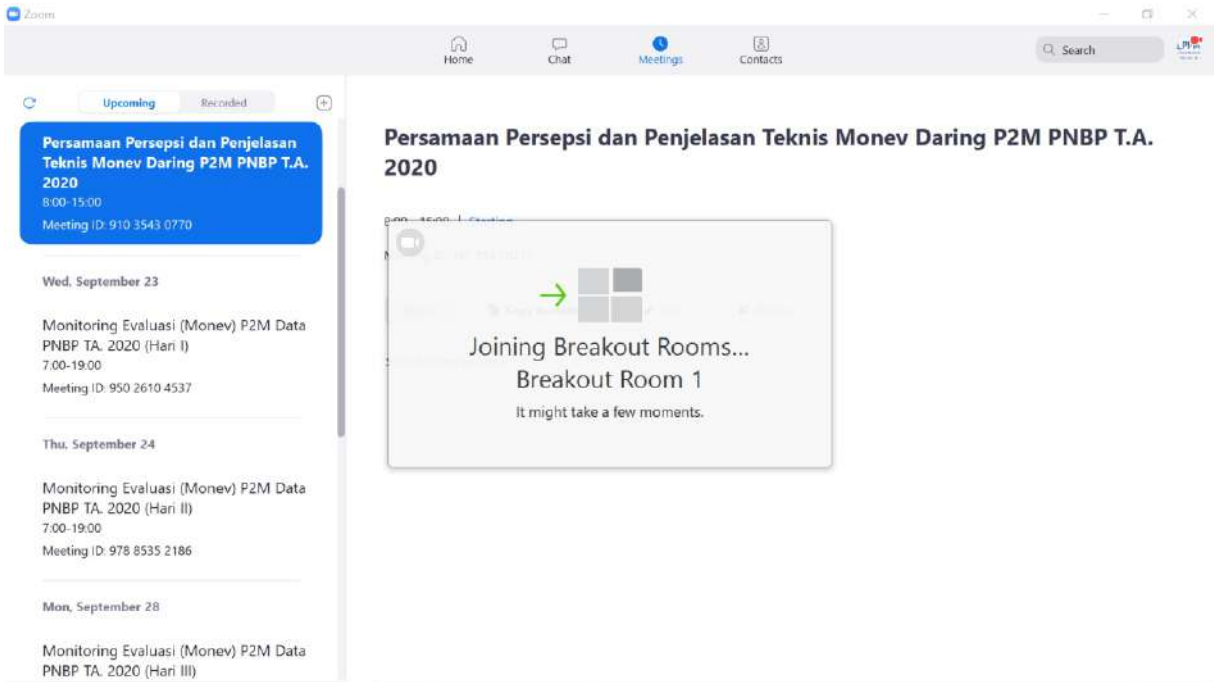 Zoom
Home
Chat
Meetings
Contacts
Search
Upcoming
Recorded
Persamaan Persepsi dan Penjelasan
Teknis Monev Daring P2M PNBP T.A.
2020
8:00-15:00
Meeting ID: 910 3543 0770
Wed, September 23
Monitoring Evaluasi (Monev) P2M Data
PNBP TA. 2020 (Hari I)
7:00-19:00
Meeting ID: 950 2610 4537
Thu, September 24
Monitoring Evaluasi (Monev) P2M Data
PNBP TA. 2020 (Hari II)
7:00-19:00
Meeting ID: 978 8535 2186
Mon, September 28
Monitoring Evaluasi (Monev) P2M Data
PNBP TA. 2020 (Hari III)
Persamaan Persepsi dan Penjelasan Teknis Monev Daring P2M PNBP T.A.
2020
8:00 - 15:00 | Starting
Joining Breakout Rooms...
Breakout Room 1
It might take a few moments.